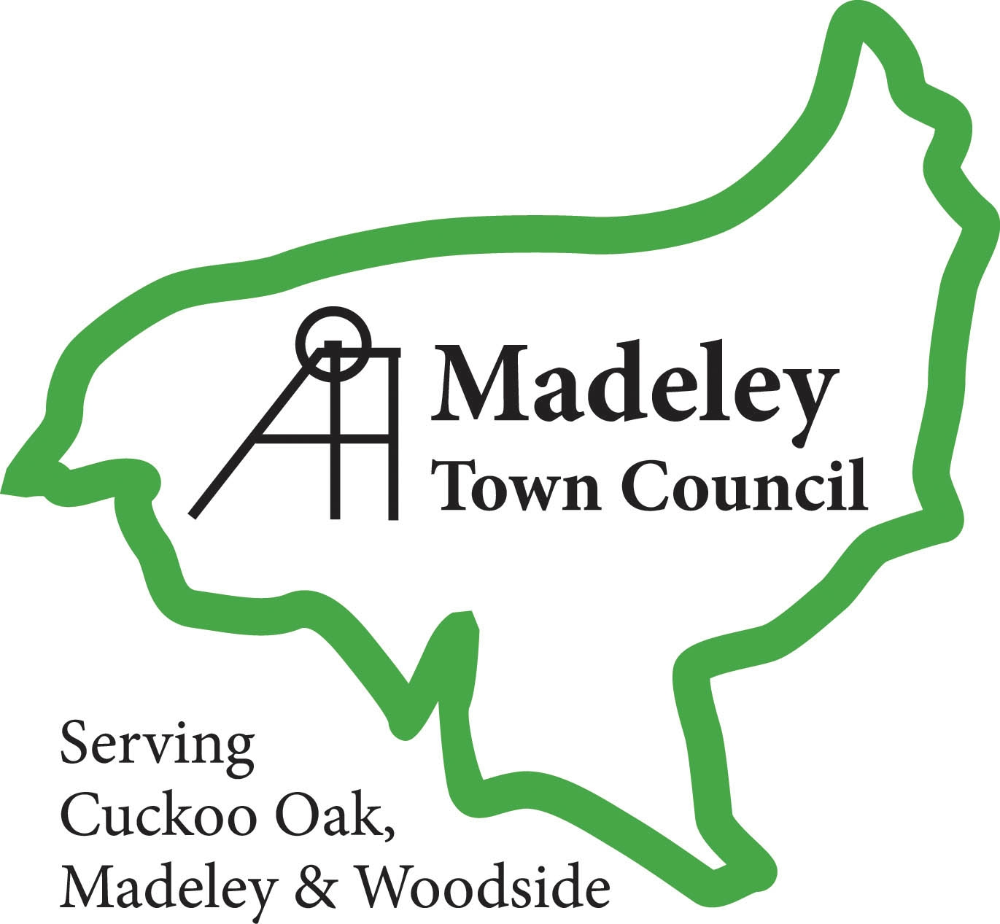 Madeley
Town Council
Serving
Cuckoo Oak,
Madeley & Woodside